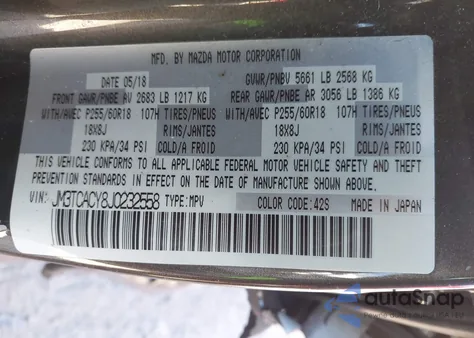 MFD. BY MAZDA MOTOR CORPORATION
DATE 05/18 GVWR/PNBV 5661 LB 2568 KG
FRONT GAWR/PNBE AV 2683 LB 1217 KG REAR GAWR/PNBE AR 3056 LB 1386 KG
WITH/AVEC P255/60R18 107H TIRES/PNEUS WITH/AVEC P255/60R18 107H TIRES/PNEUS
18X8J RIMS/JANTES 18X8J RIMS/JANTES
230 KPA/34 PSI COLD/A FROID 230 KPA/34 PSI COLD/A FROID
THIS VEHICLE CONFORMS TO ALL APPLICABLE FEDERAL MOTOR VEHICLE SAFETY AND THEFT
PREVENTION STANDARDS IN EFFECT ON THE DATE OF MANUFACTURE SHOWN ABOVE.
VIN: JM3TCACY8J0232558 TYPE: MPV COLOR CODE: 42S MADE IN JAPAN
autoSnap